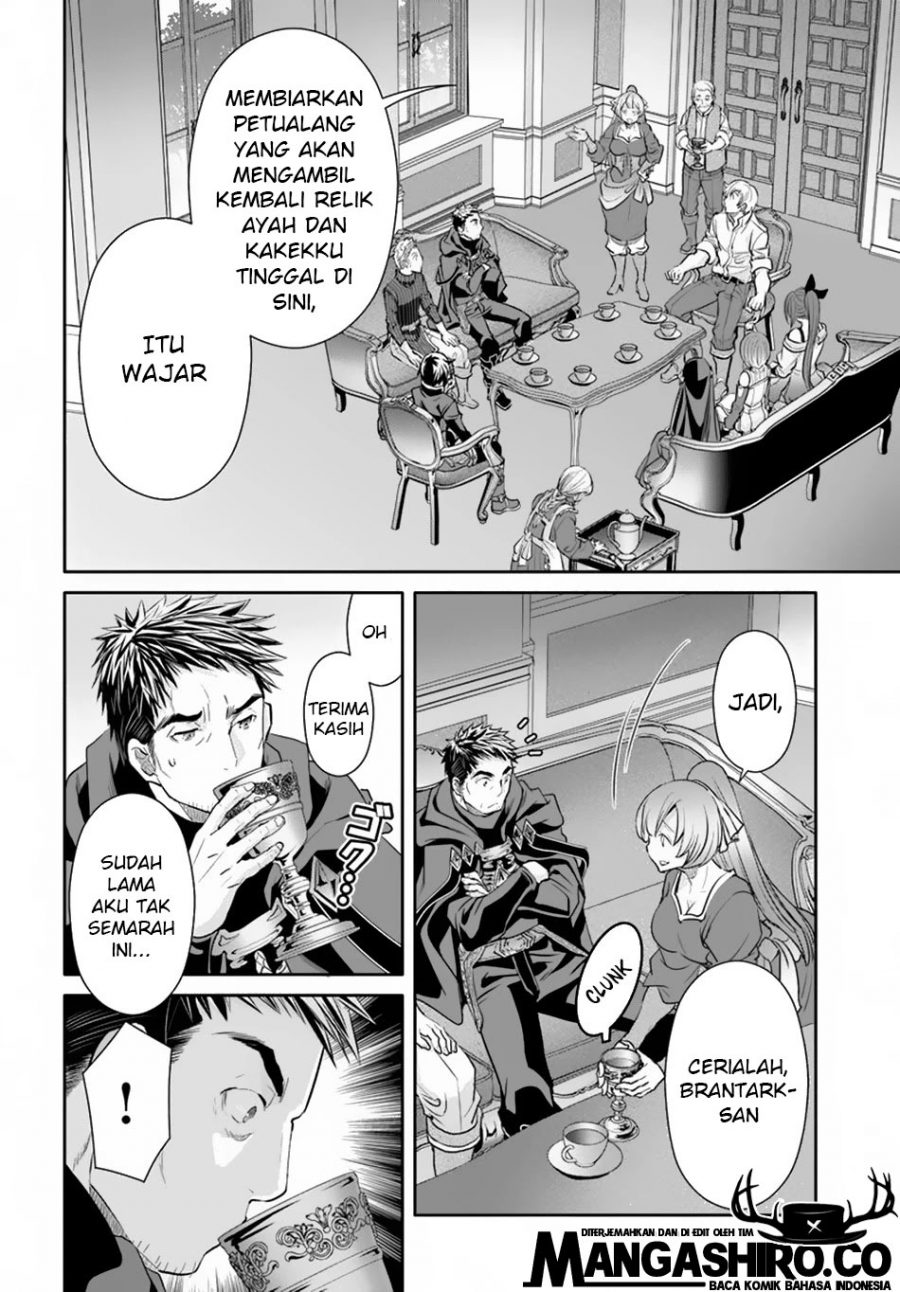 MEMBIARKAN
PETUALANG
YANG AKAN
MENGAMBIL
KEMBALI RELIK
AYAH DAN
KAKEKKU
TINGGAL DI
SINI,
ITU
WAJAR
JADI,
CLUNK
CERIALAH,
BRANTARK-
SAN
OH
TERIMA
KASIH
ゴク…
SUDAH
LAMA
AKU TAK
SEMARAH
INI...
!
DITERJEMAHKAN DAN DI EDIT OLEH TIM
MANGASHIRO.CO
BACA KOMIK BAHASA INDONESIA